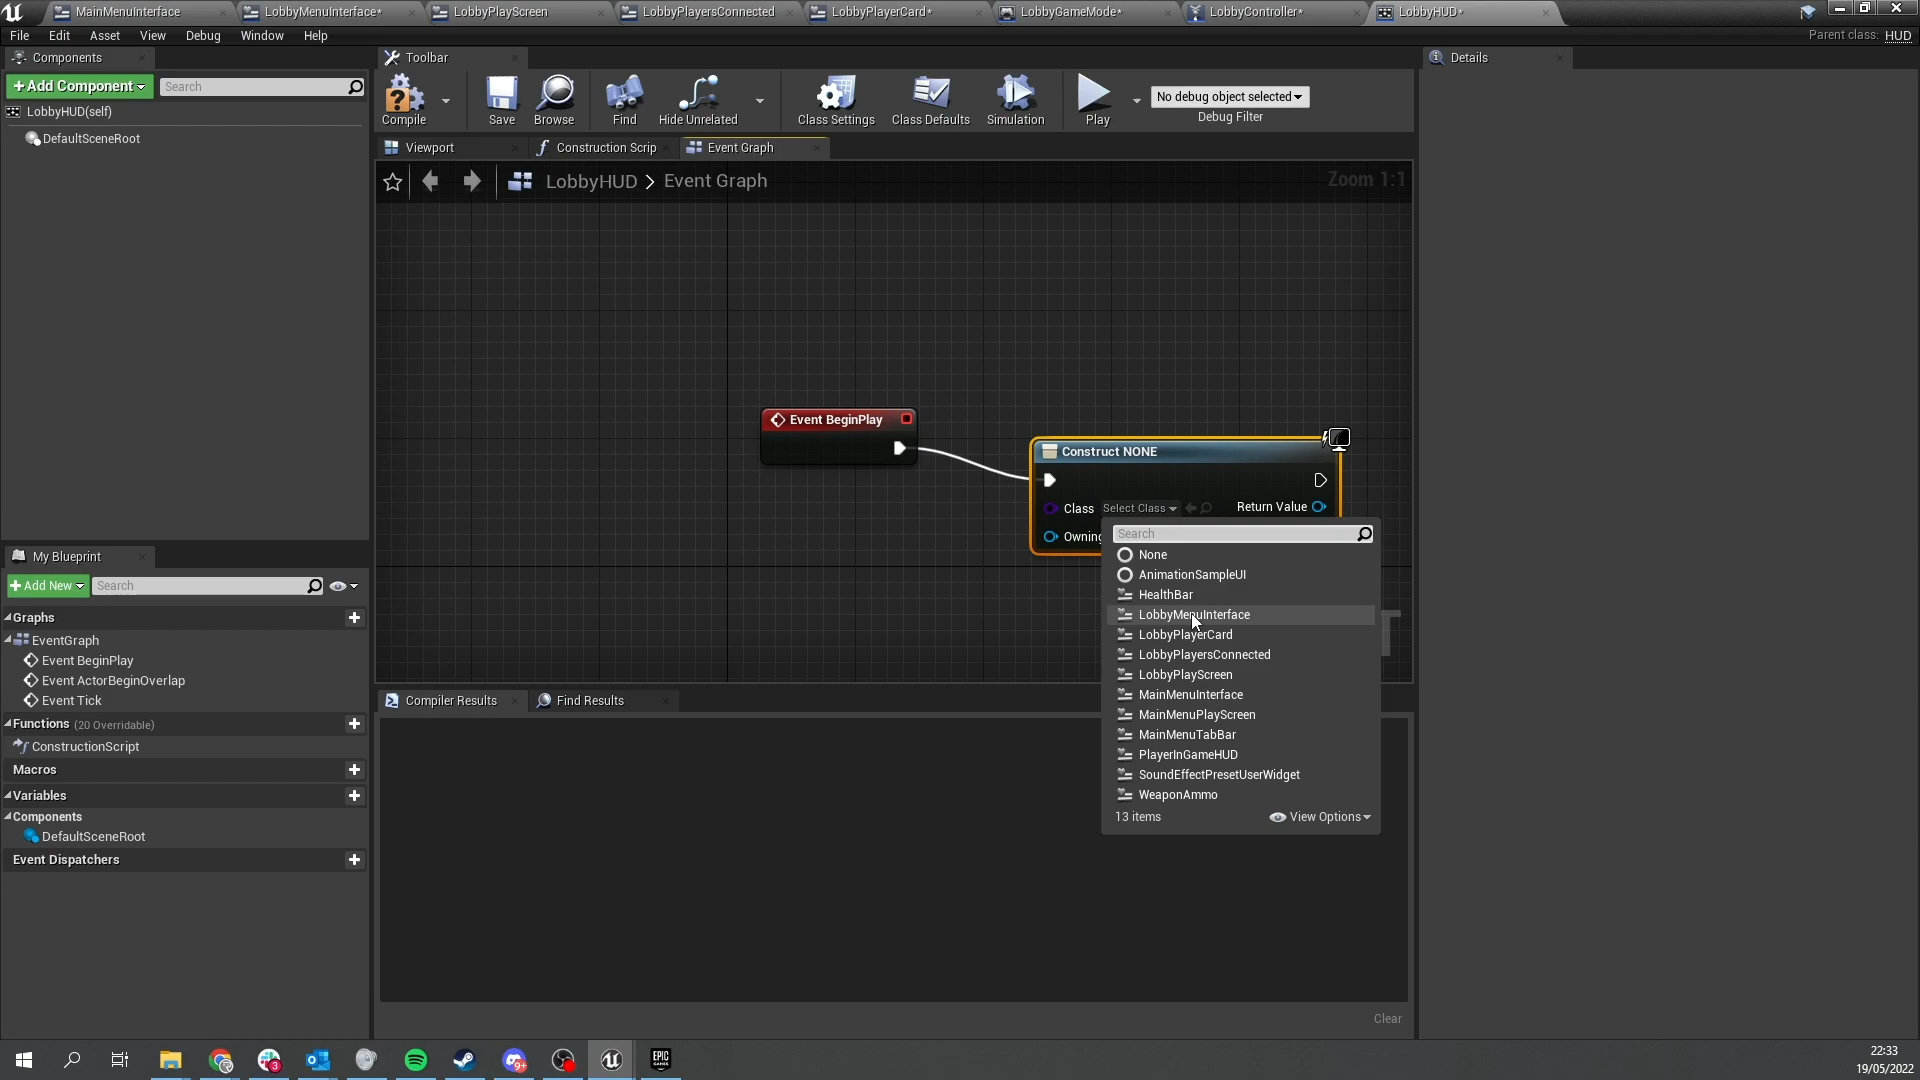 MainMenuInterface
LobbyMenuInterface*
LobbyPlayScreen
LobbyPlayersConnected
LobbyPlayerCard*
LobbyGameMode*
LobbyController*
LobbyHUD*
File Edit Asset View Debug Window Help
Parent class: HUD
Components
Toolbar
Details
+Add Component
Search
LobbyHUD(self)
DefaultSceneRoot
Compile
Save
Browse
Find
Hide Unrelated
Class Settings
Class Defaults
Simulation
Play
No debug object selected
Debug Filter
Viewport
Construction Scrip
Event Graph
LobbyHUD > Event Graph
Zoom 1:1
Event BeginPlay
Construct NONE
Class Select Class
Return Value
Owning
Search
None
AnimationSampleUI
HealthBar
LobbyMenuInterface
LobbyPlayerCard
LobbyPlayersConnected
LobbyPlayScreen
MainMenuInterface
MainMenuPlayScreen
MainMenuTabBar
PlayerInGameHUD
SoundEffectPresetUserWidget
WeaponAmmo
13 items
View Options
My Blueprint
+Add New
Search
Graphs
EventGraph
Event BeginPlay
Event ActorBeginOverlap
Event Tick
Functions (20 Overridable)
ConstructionScript
Macros
Variables
Components
DefaultSceneRoot
Event Dispatchers
Compiler Results
Find Results
Clear
3
9+
EPIC
GAMES
22:33
19/05/2022